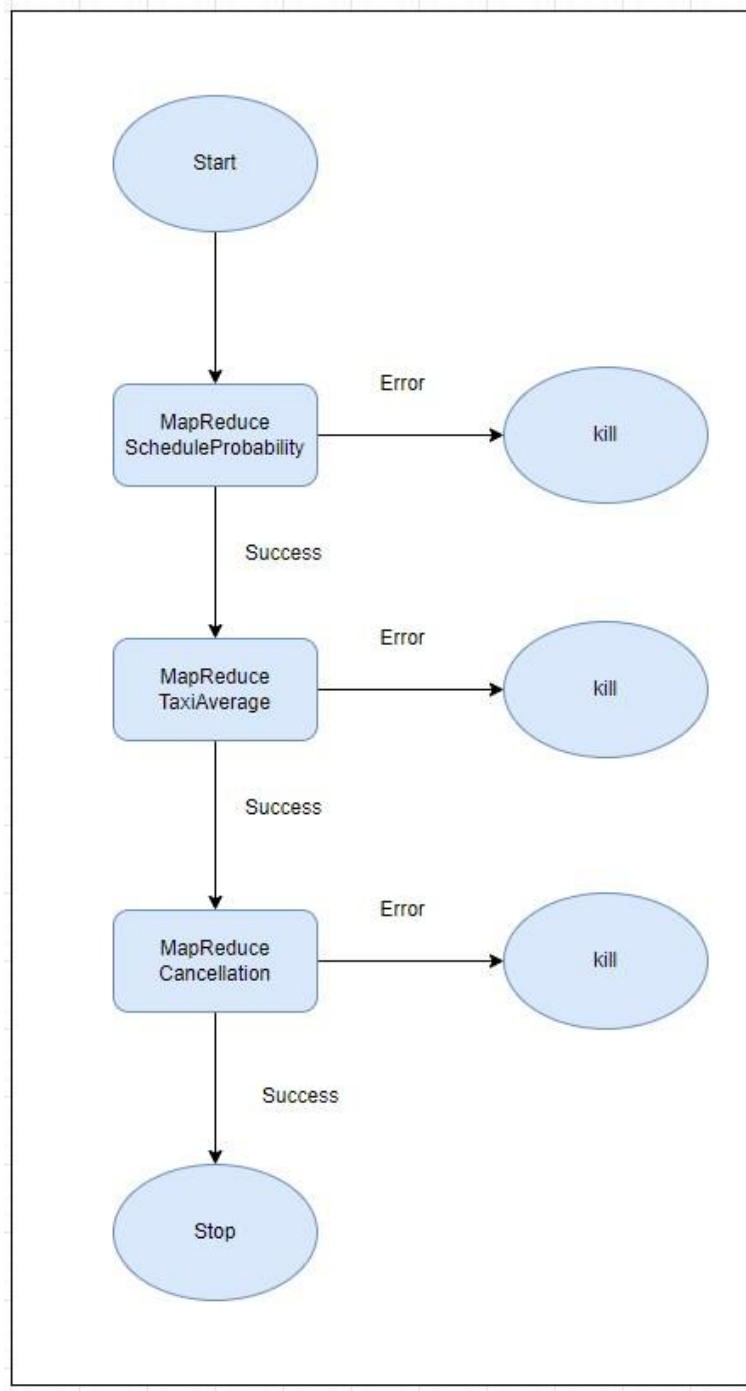 Start
Error
MapReduce
ScheduleProbability
kill
Success
Error
MapReduce
TaxiAverage
kill
Success
Error
MapReduce
Cancellation
kill
Success
Stop